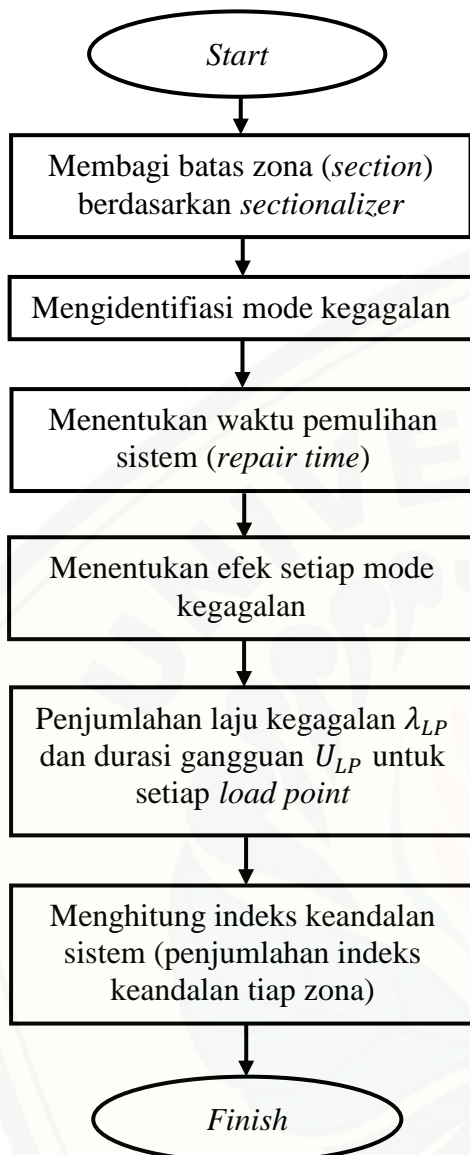 Start
Membagi batas zona (section)
berdasarkan sectionalizer
Mengidentifiasi mode kegagalan
Menentukan waktu pemulihan
sistem (repair time)
Menentukan efek setiap mode
kegagalan
Penjumlahan laju kegagalan λ_LP
dan durasi gangguan U_LP untuk
setiap load point
Menghitung indeks keandalan
sistem (penjumlahan indeks
keandalan tiap zona)
Finish